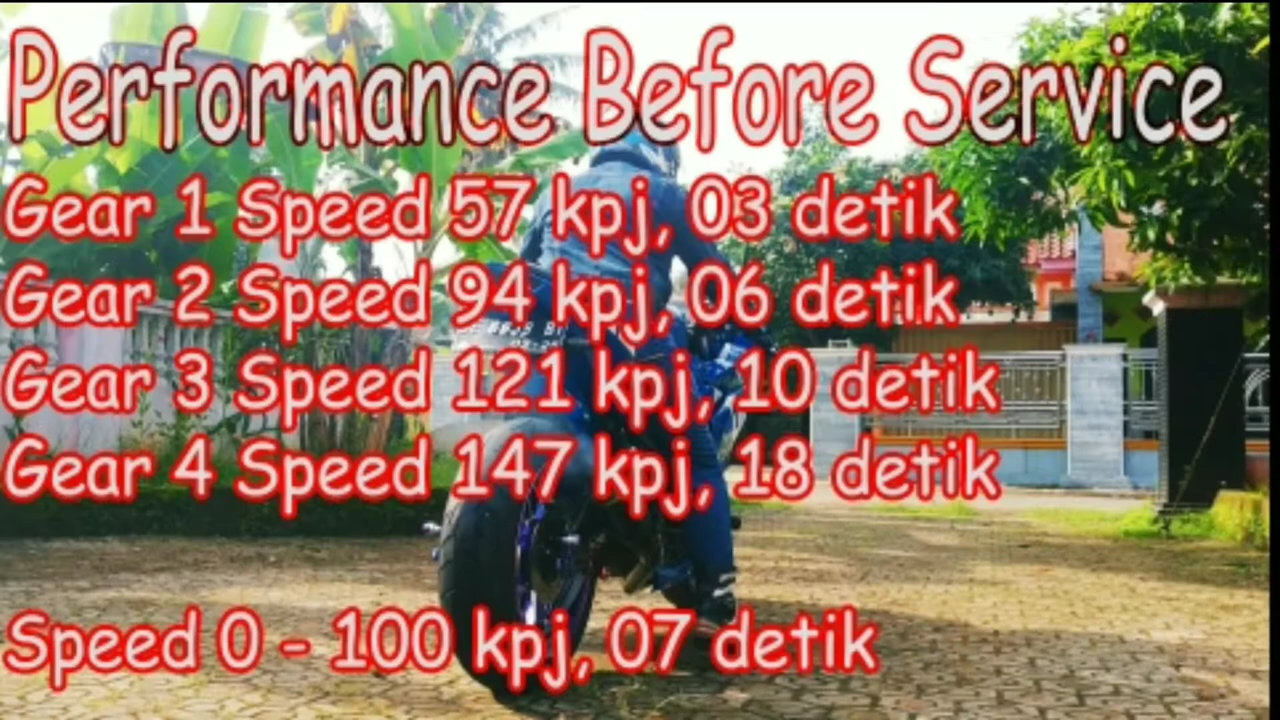 Performance Before Service
Gear 1 Speed 57 kpj, 03 detik
Gear 2 Speed 94 kpj, 06 detik
Gear 3 Speed 121 kpj, 10 detik
Gear 4 Speed 147 kpj, 18 detik
Speed 0 - 100 kpj, 07 detik